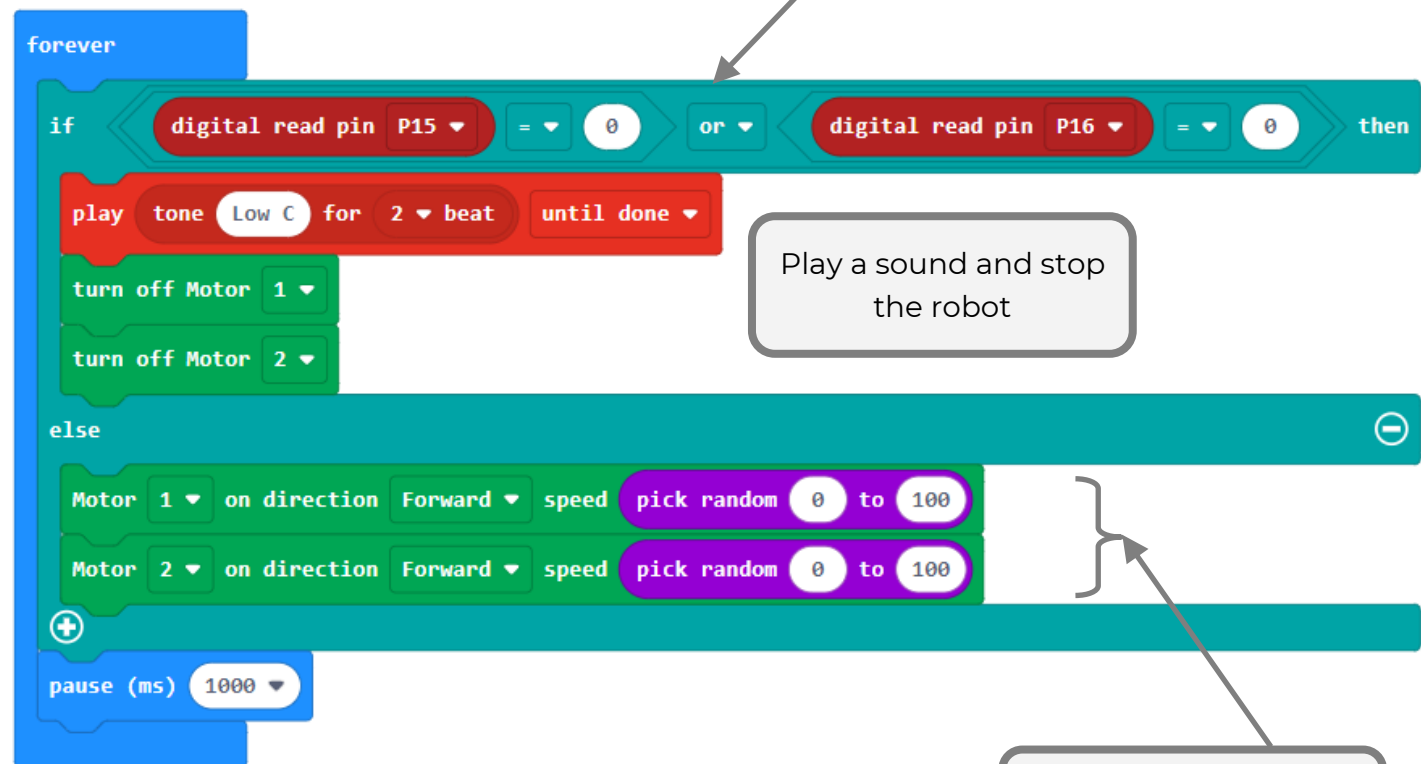 forever
if digital read pin P15 = 0 or digital read pin P16 = 0 then
play tone Low C for 2 beat until done
Play a sound and stop
the robot
turn off Motor 1
turn off Motor 2
else
Motor 1 on direction Forward speed pick random 0 to 100
Motor 2 on direction Forward speed pick random 0 to 100
pause (ms) 1000